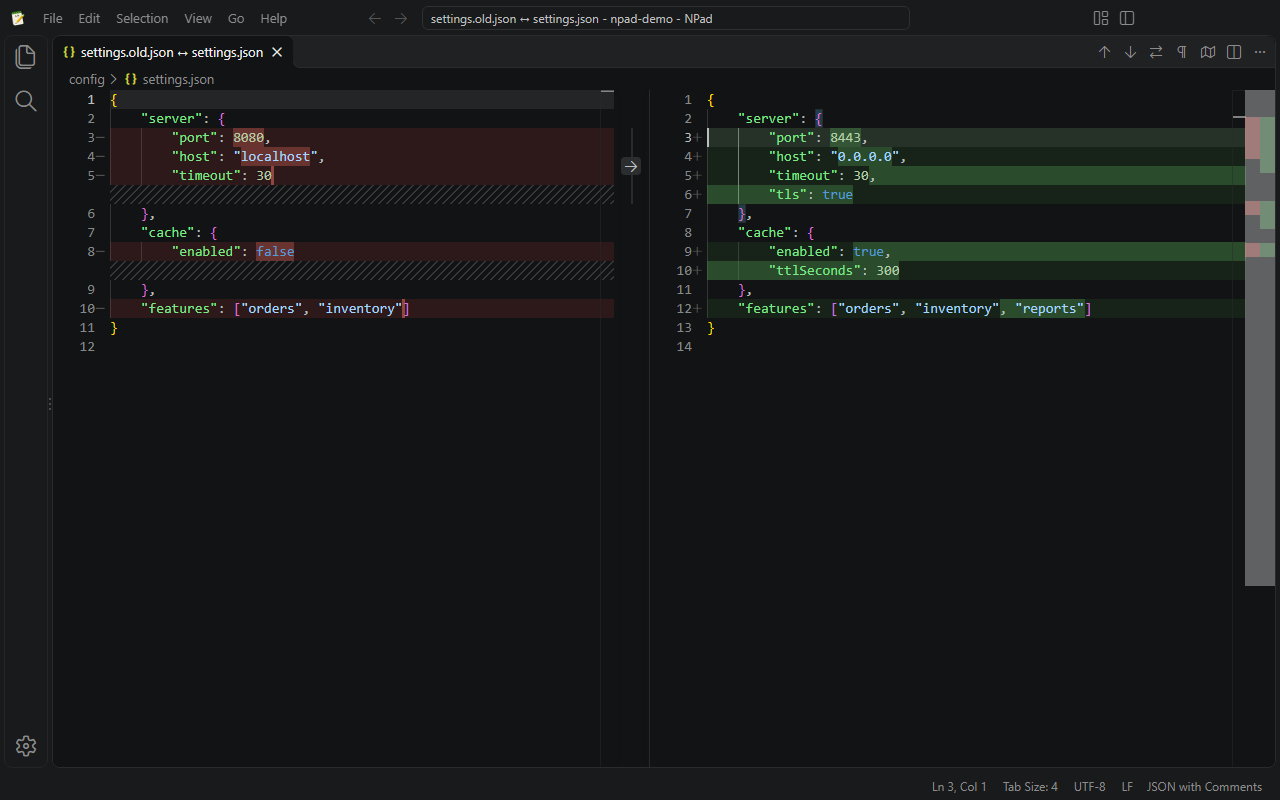 File Edit Selection View Go Help
settings.old.json ↔ settings.json - npad-demo - NPad
{} settings.old.json ↔ settings.json
config > {} settings.json
1 {
2     "server": {
3−         "port": 8080,
4−         "host": "localhost",
5−         "timeout": 30
6     },
7     "cache": {
8−         "enabled": false
9     },
10−     "features": ["orders", "inventory"]
11 }
12
1 {
2     "server": {
3+         "port": 8443,
4+         "host": "0.0.0.0",
5+         "timeout": 30,
6+         "tls": true
7     },
8     "cache": {
9+         "enabled": true,
10+         "ttlSeconds": 300
11     },
12+     "features": ["orders", "inventory", "reports"]
13 }
14
Ln 3, Col 1 Tab Size: 4 UTF-8 LF JSON with Comments